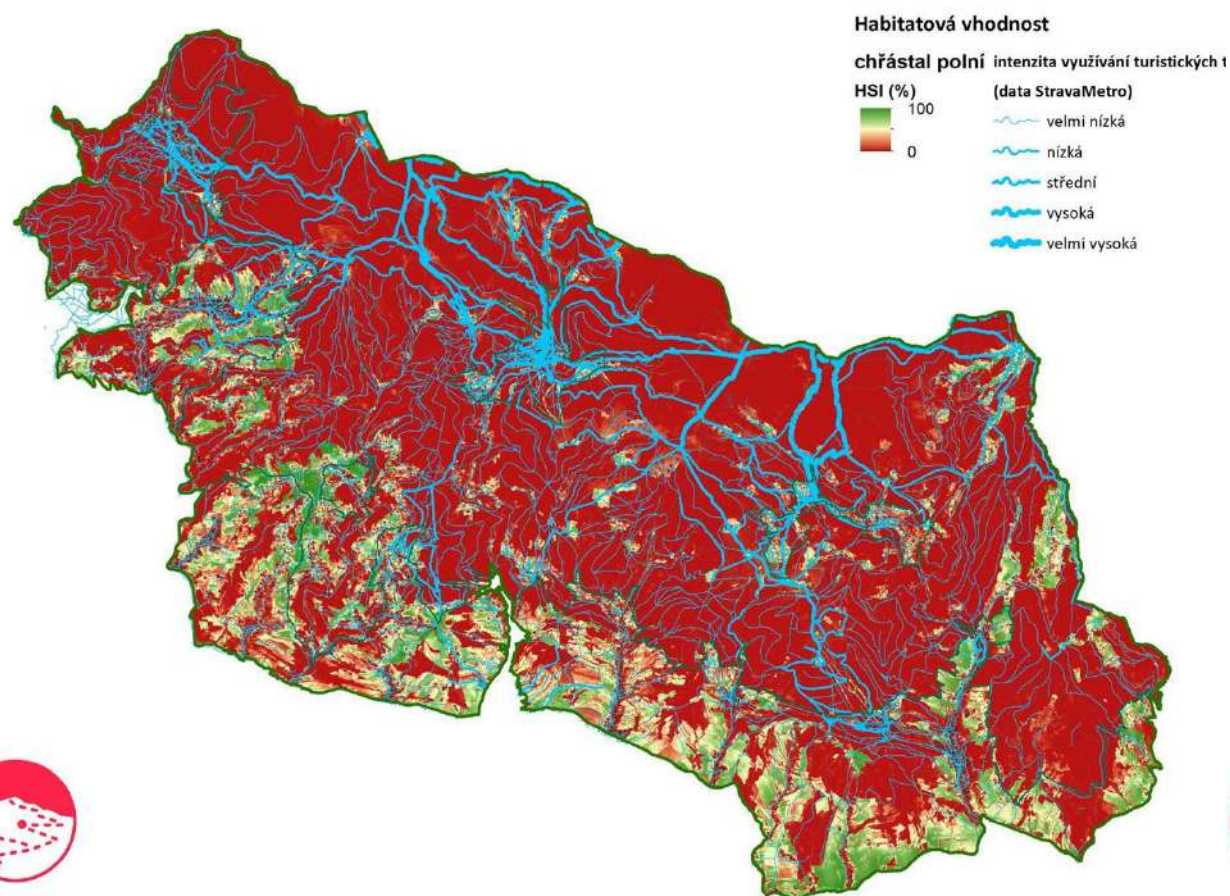 Habitatová vhodnost
chřástal polní
HSI (%)
100
0
intenzita využívání turistických t
(data StravaMetro)
velmi nízká
nízká
střední
vysoká
velmi vysoká